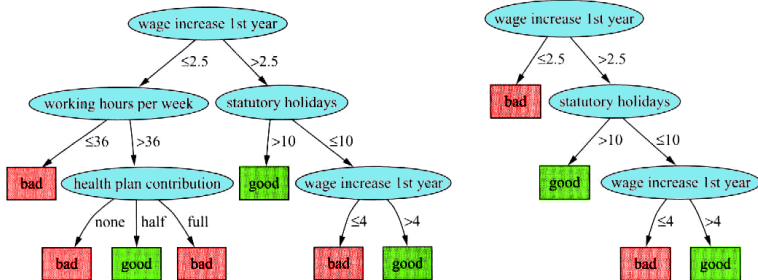 wage increase 1st year
≤2.5 >2.5
working hours per week statutory holidays
≤36 >36 >10 ≤10
bad health plan contribution good wage increase 1st year
none half full ≤4 >4
bad good bad bad good
wage increase 1st year
≤2.5 >2.5
bad statutory holidays
>10 ≤10
good wage increase 1st year
≤4 >4
bad good